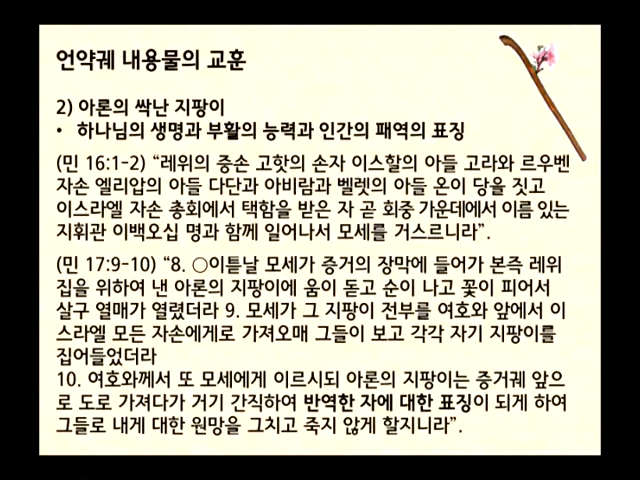 언약궤 내용물의 교훈
2) 아론의 싹난 지팡이
• 하나님의 생명과 부활의 능력과 인간의 패역의 표징
(민 16:1-2) “레위의 증손 고핫의 손자 이스할의 아들 고라와 르우벤
자손 엘리압의 아들 다단과 아비람과 벨렛의 아들 온이 당을 짓고
이스라엘 자손 총회에서 택함을 받은 자 곧 회중 가운데에서 이름 있는
지휘관 이백오십 명과 함께 일어나서 모세를 거스르니라”.
(민 17:9-10) “8. ○이튿날 모세가 증거의 장막에 들어가 본즉 레위
집을 위하여 낸 아론의 지팡이에 움이 돋고 순이 나고 꽃이 피어서
살구 열매가 열렸더라 9. 모세가 그 지팡이 전부를 여호와 앞에서 이
스라엘 모든 자손에게로 가져오매 그들이 보고 각각 자기 지팡이를
집어들었더라
10. 여호와께서 또 모세에게 이르시되 아론의 지팡이는 증거궤 앞으
로 도로 가져다가 거기 간직하여 반역한 자에 대한 표징이 되게 하여
그들로 내게 대한 원망을 그치고 죽지 않게 할지니라”.